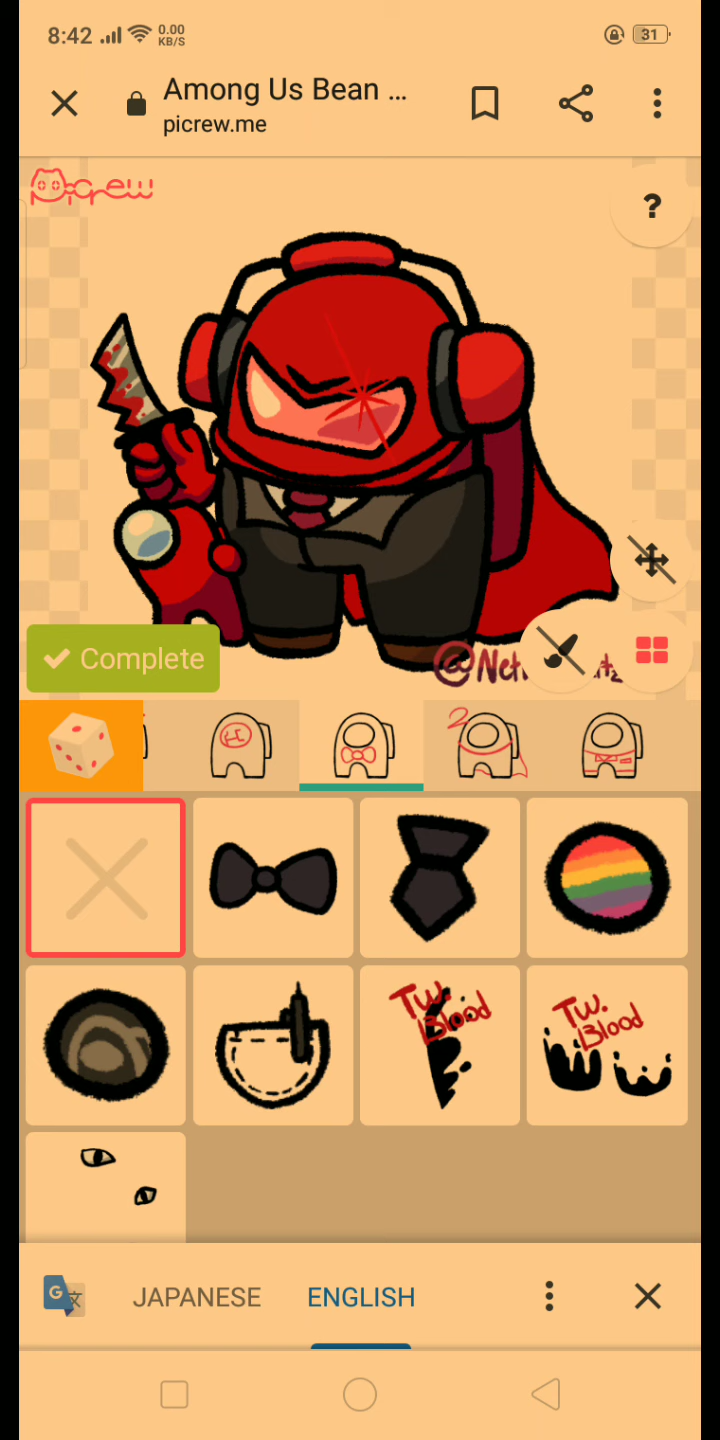 8:42
0.00
KB/S
31
Among Us Bean ...
picrew.me
Picrew
?
Complete
2
TW.
Blood
TW.
Blood
G
JAPANESE
ENGLISH